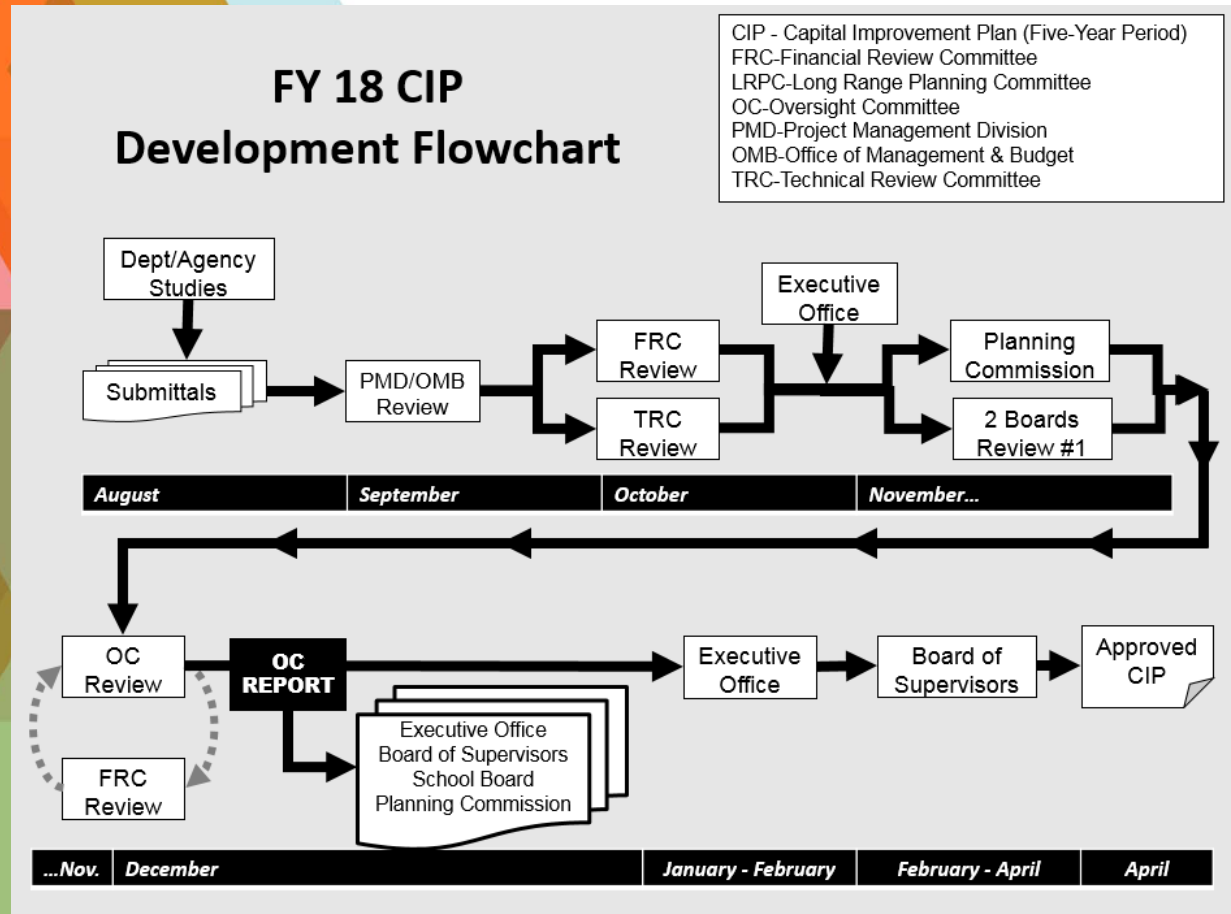 CIP - Capital Improvement Plan (Five-Year Period)
FRC-Financial Review Committee
LRPC-Long Range Planning Committee
OC-Oversight Committee
PMD-Project Management Division
OMB-Office of Management & Budget
TRC-Technical Review Committee
FY 18 CIP
Development Flowchart
Dept/Agency
Studies
Submittals
PMD/OMB
Review
FRC
Review
TRC
Review
Executive
Office
Planning
Commission
2 Boards
Review #1
August
September
October
November...
OC
Review
FRC
Review
OC
REPORT
Executive Office
Board of Supervisors
School Board
Planning Commission
Executive
Office
Board of
Supervisors
Approved
CIP
...Nov.
December
January - February
February - April
April